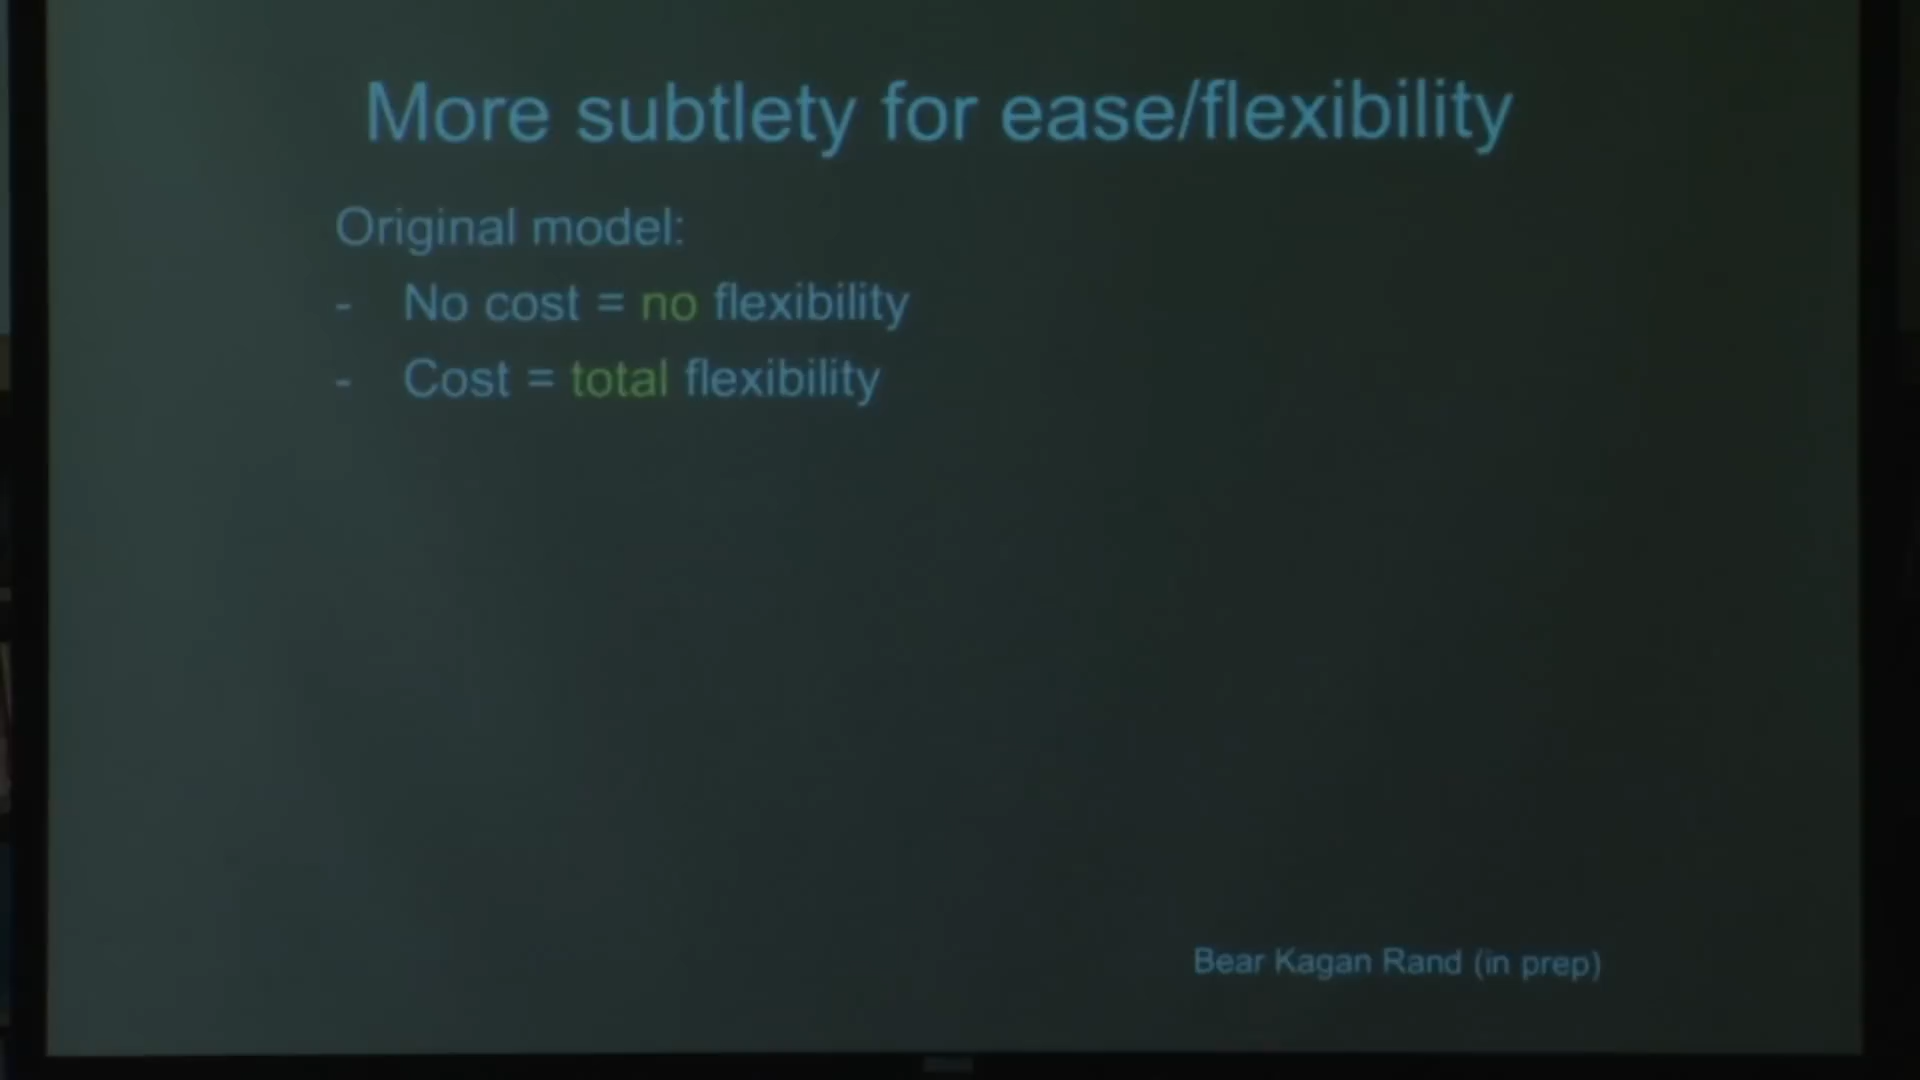 More subtlety for ease/flexibility
Original model:
- No cost = no flexibility
- Cost = total flexibility
Bear Kagan Rand (in prep)